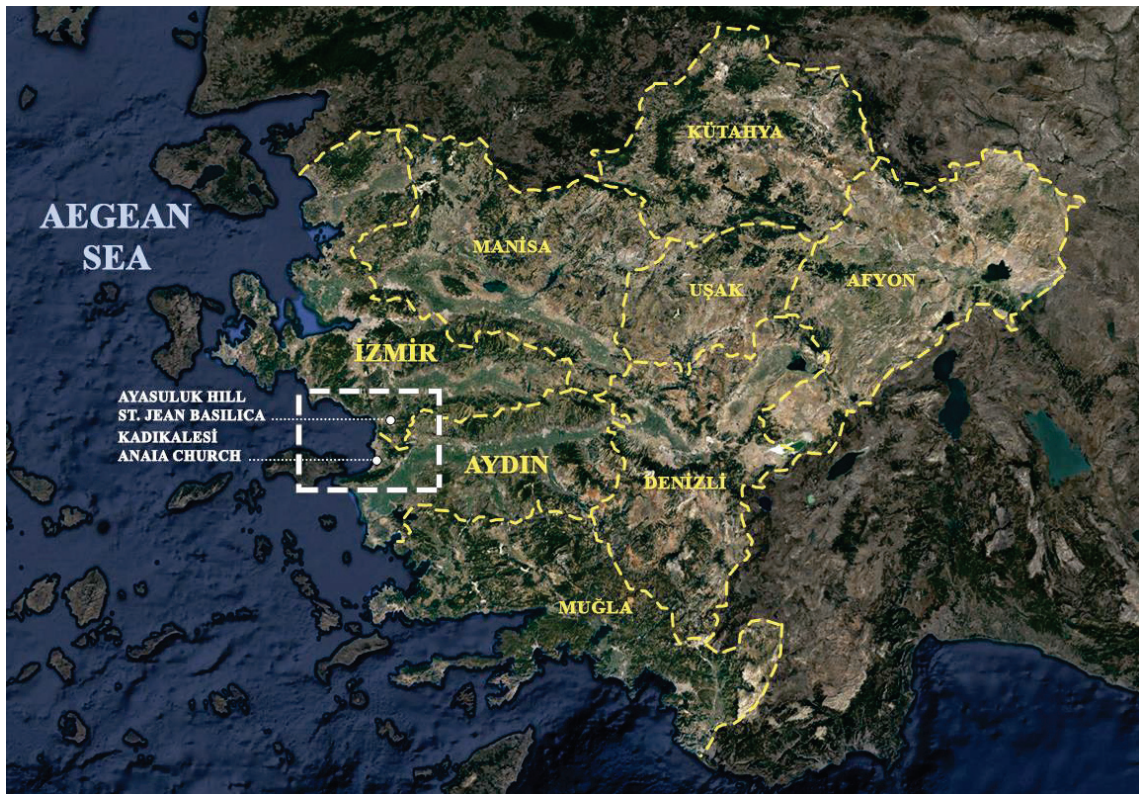 KÜTAHYA
AEGEAN
SEA
MANİSA
UŞAK
AFYON
İZMİR
AYASULUK HILL
ST. JEAN BASILICA
KADIKALESİ
ANAIA CHURCH
AYDIN
DENİZLİ
MUĞLA